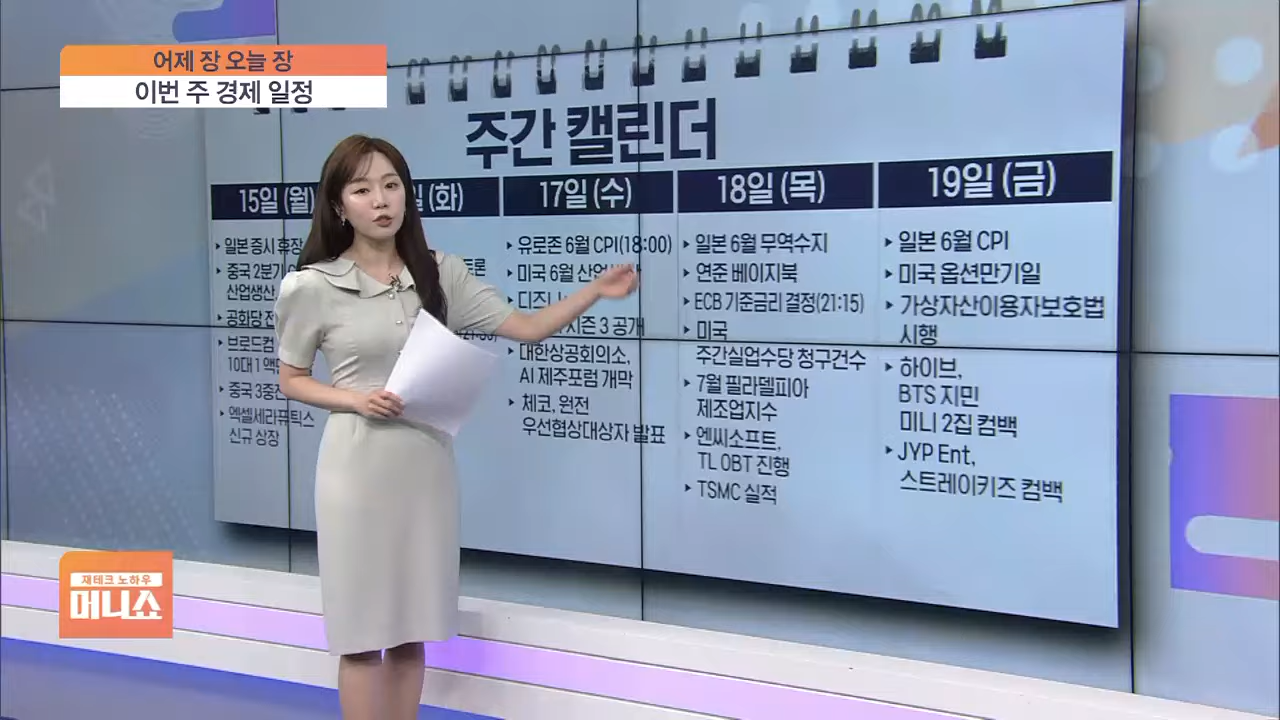 어제 장 오늘 장
이번 주 경제 일정
주간 캘린더
15일 (월)
▸ 일본 증시 휴장
▸ 중국 2분기
산업생산
▸ 공화당
▸ 브로드컴
10대 1
▸ 중국 3중전
▸ 엑셀세라퓨틱스
신규 상장
(화)
토론
17일 (수)
▸ 유로존 6월 CPI(18:00)
▸ 미국 6월
▸ 디즈니
시즌 3 공개
▸ 대한상공회의소,
AI 제주포럼 개막
▸ 체코, 원전
우선협상대상자 발표
18일 (목)
▸ 일본 6월 무역수지
▸ 연준 베이지북
▸ ECB 기준금리 결정(21:15)
▸ 미국
주간실업수당 청구건수
▸ 7월 필라델피아
제조업지수
▸ 엔씨소프트,
TL OBT 진행
▸ TSMC 실적
19일 (금)
▸ 일본 6월 CPI
▸ 미국 옵션만기일
▸ 가상자산이용자보호법
시행
▸ 하이브,
BTS 지민
미니 2집 컴백
▸ JYP Ent,
스트레이키즈 컴백
재테크 노하우
머니쇼